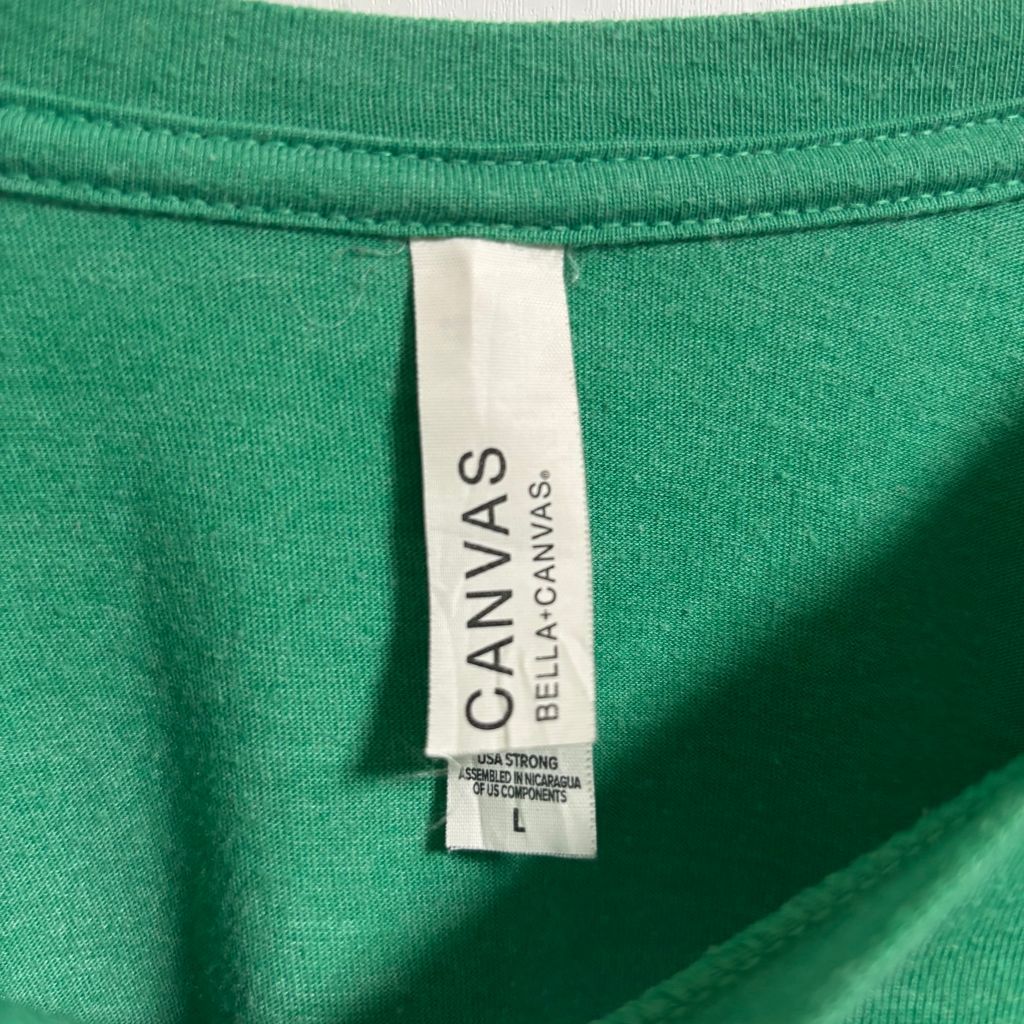 CANVAS
BELLA+CANVAS®
USA STRONG
ASSEMBLED IN NICARAGUA
OF US COMPONENTS
L